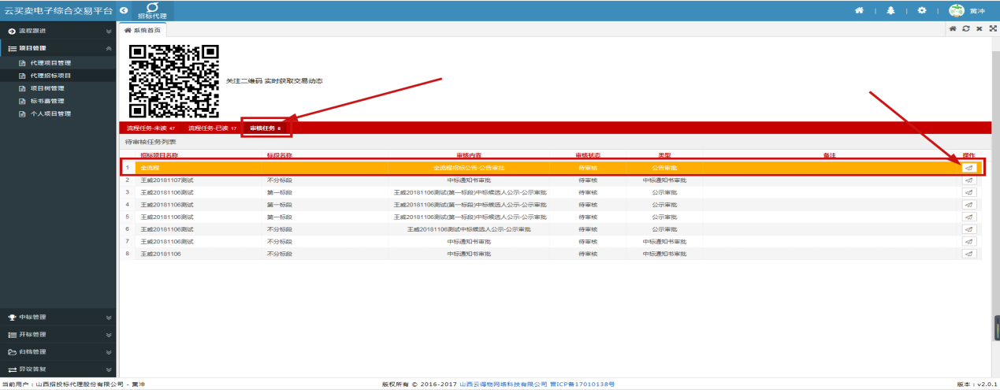 云买卖电子综合交易平台 招标代理 黄冲
流程跟进 系统首页
项目管理
代理项目管理
代理招标项目
项目树管理
标书费管理
个人项目管理
关注二维码 实时获取交易动态
流程任务-未读 47 流程任务-已读 17 审核任务 8
待审核任务列表
招标项目名称 标段名称 审核内容 审核状态 类型 备注 操作
1 全流程 全流程招标公告-公告审批 待审核 公告审批
2 王威20181107测试 不分标段 中标通知书审批 待审核 中标通知书审批
3 王威20181106测试 第一标段 王威20181106测试(第一标段)中标候选人公示-公示审批 待审核 公示审批
4 王威20181106测试 第一标段 王威20181106测试(第一标段)中标候选人公示-公示审批 待审核 公示审批
5 王威20181106测试 第一标段 王威20181106测试(第一标段)中标候选人公示-公示审批 待审核 公示审批
6 王威20181106测试 不分标段 王威20181106测试中标候选人公示-公示审批 待审核 公示审批
7 王威20181106测试 不分标段 中标通知书审批 待审核 中标通知书审批
8 王威20181106 不分标段 中标通知书审批 待审核 中标通知书审批
中标管理
开标管理
归档管理
异议答复
当前用户：山西招投标代理股份有限公司 - 黄冲 版权所有 © 2016-2017 山西云得物网络科技有限公司 晋ICP备17010138号 版本：v2.0.1